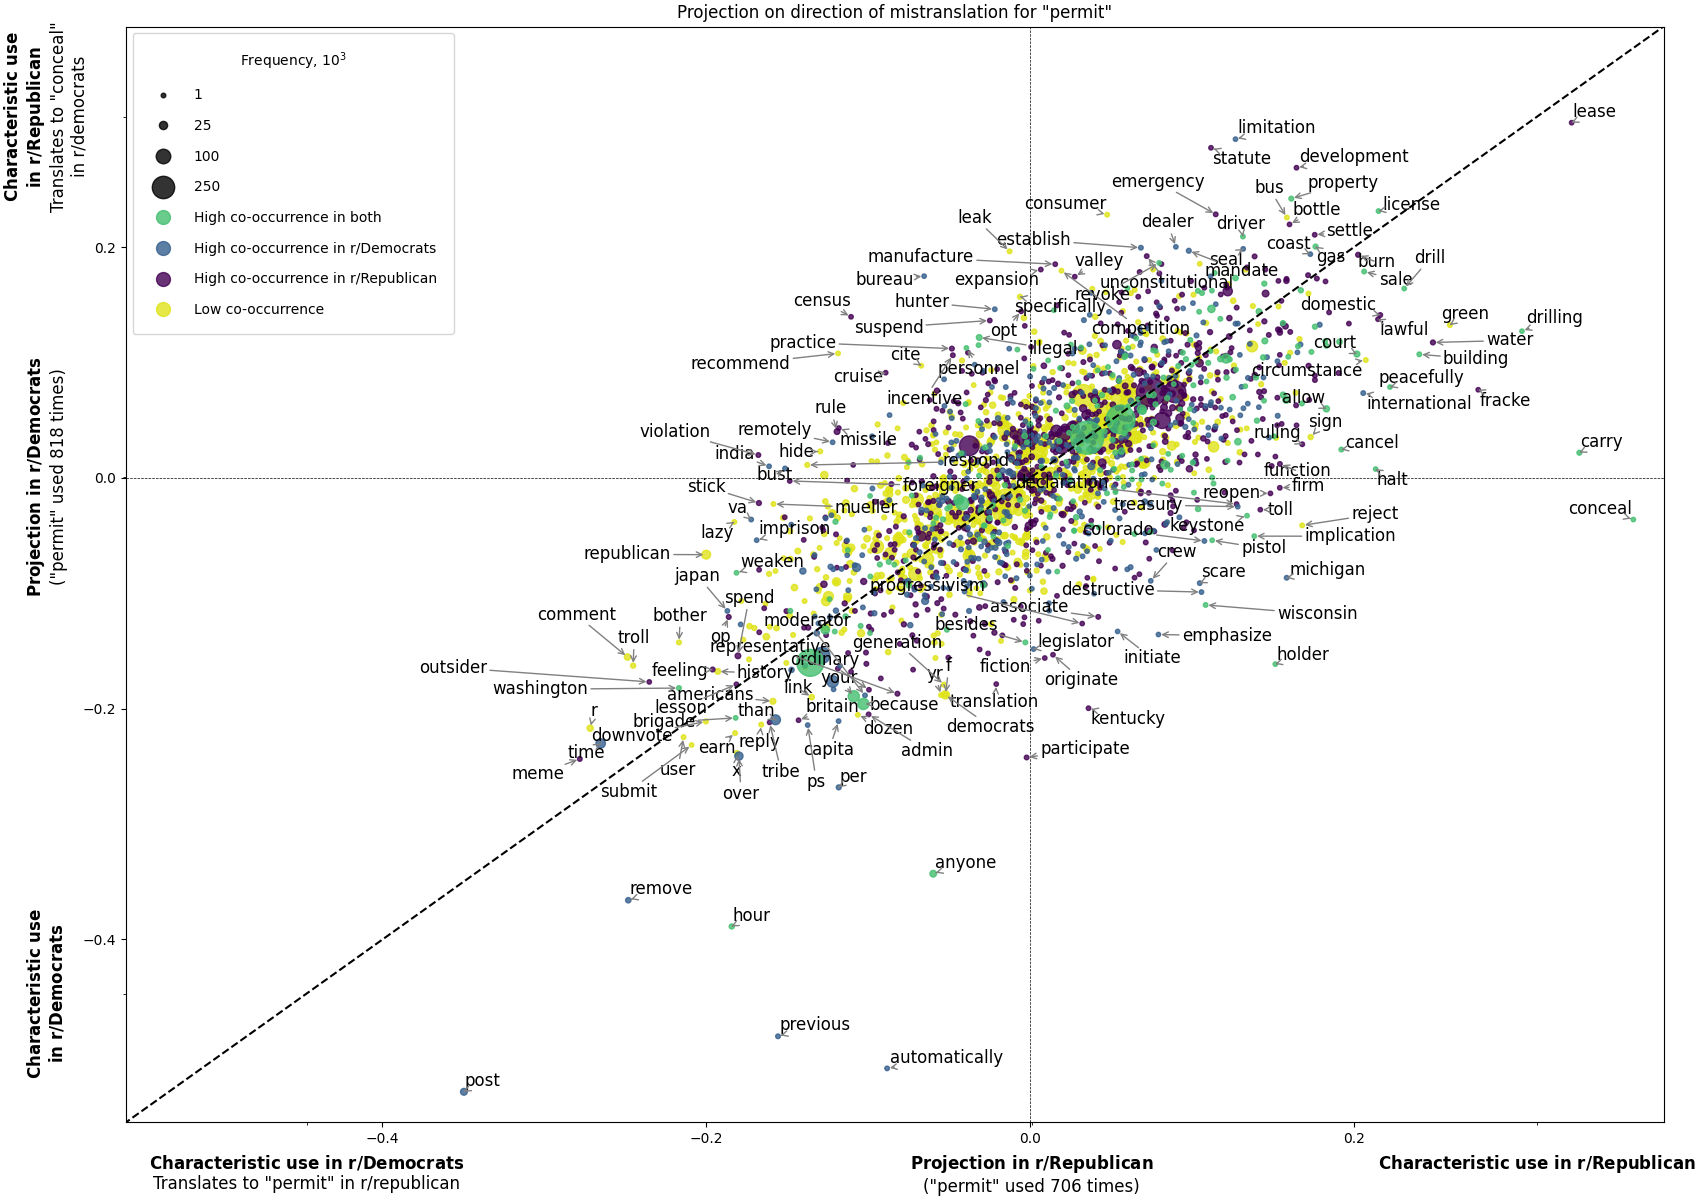 Projection on direction of mistranslation for "permit"
Characteristic use
in r/Republican
Translates to "conceal"
in r/democrats
Projection in r/Democrats
("permit" used 818 times)
Characteristic use
in r/Democrats
Frequency, 10^3
1
25
100
250
High co-occurrence in both
High co-occurrence in r/Democrats
High co-occurrence in r/Republican
Low co-occurrence
0.2
0.0
−0.2
−0.4
lease
limitation
statute
development
emergency
bus
property
consumer
bottle
license
leak
dealer
driver
settle
establish
coast
manufacture
valley
seal
gas
burn
drill
bureau
expansion
mandate
unconstitutional
sale
census
hunter
revoke
specifically
domestic
green
drilling
suspend
opt
competition
lawful
practice
illegal
court
water
recommend
cite
personnel
building
cruise
circumstance
peacefully
incentive
allow
international
fracke
rule
remotely
missile
sign
violation
hide
ruling
cancel
carry
india
respond
bust
function
halt
stick
foreigner
declaration
reopen
firm
va
mueller
treasury
toll
reject
conceal
lazy
imprison
colorado
keystone
implication
republican
crew
pistol
weaken
japan
scare
michigan
progressivism
destructive
spend
comment
bother
associate
wisconsin
moderator
besides
troll
op
representative
generation
legislator
emphasize
outsider
feeling
history
ordinary
yr
f
fiction
initiate
holder
washington
americans
link
your
originate
r
lesson
than
britain
because
translation
brigade
downvote
dozen
democrats
kentucky
time
earn
reply
capita
admin
participate
meme
user
x
tribe
ps
per
submit
over
anyone
remove
hour
previous
automatically
post
−0.4
−0.2
0.0
0.2
Characteristic use in r/Democrats
Translates to "permit" in r/republican
Projection in r/Republican
("permit" used 706 times)
Characteristic use in r/Republican